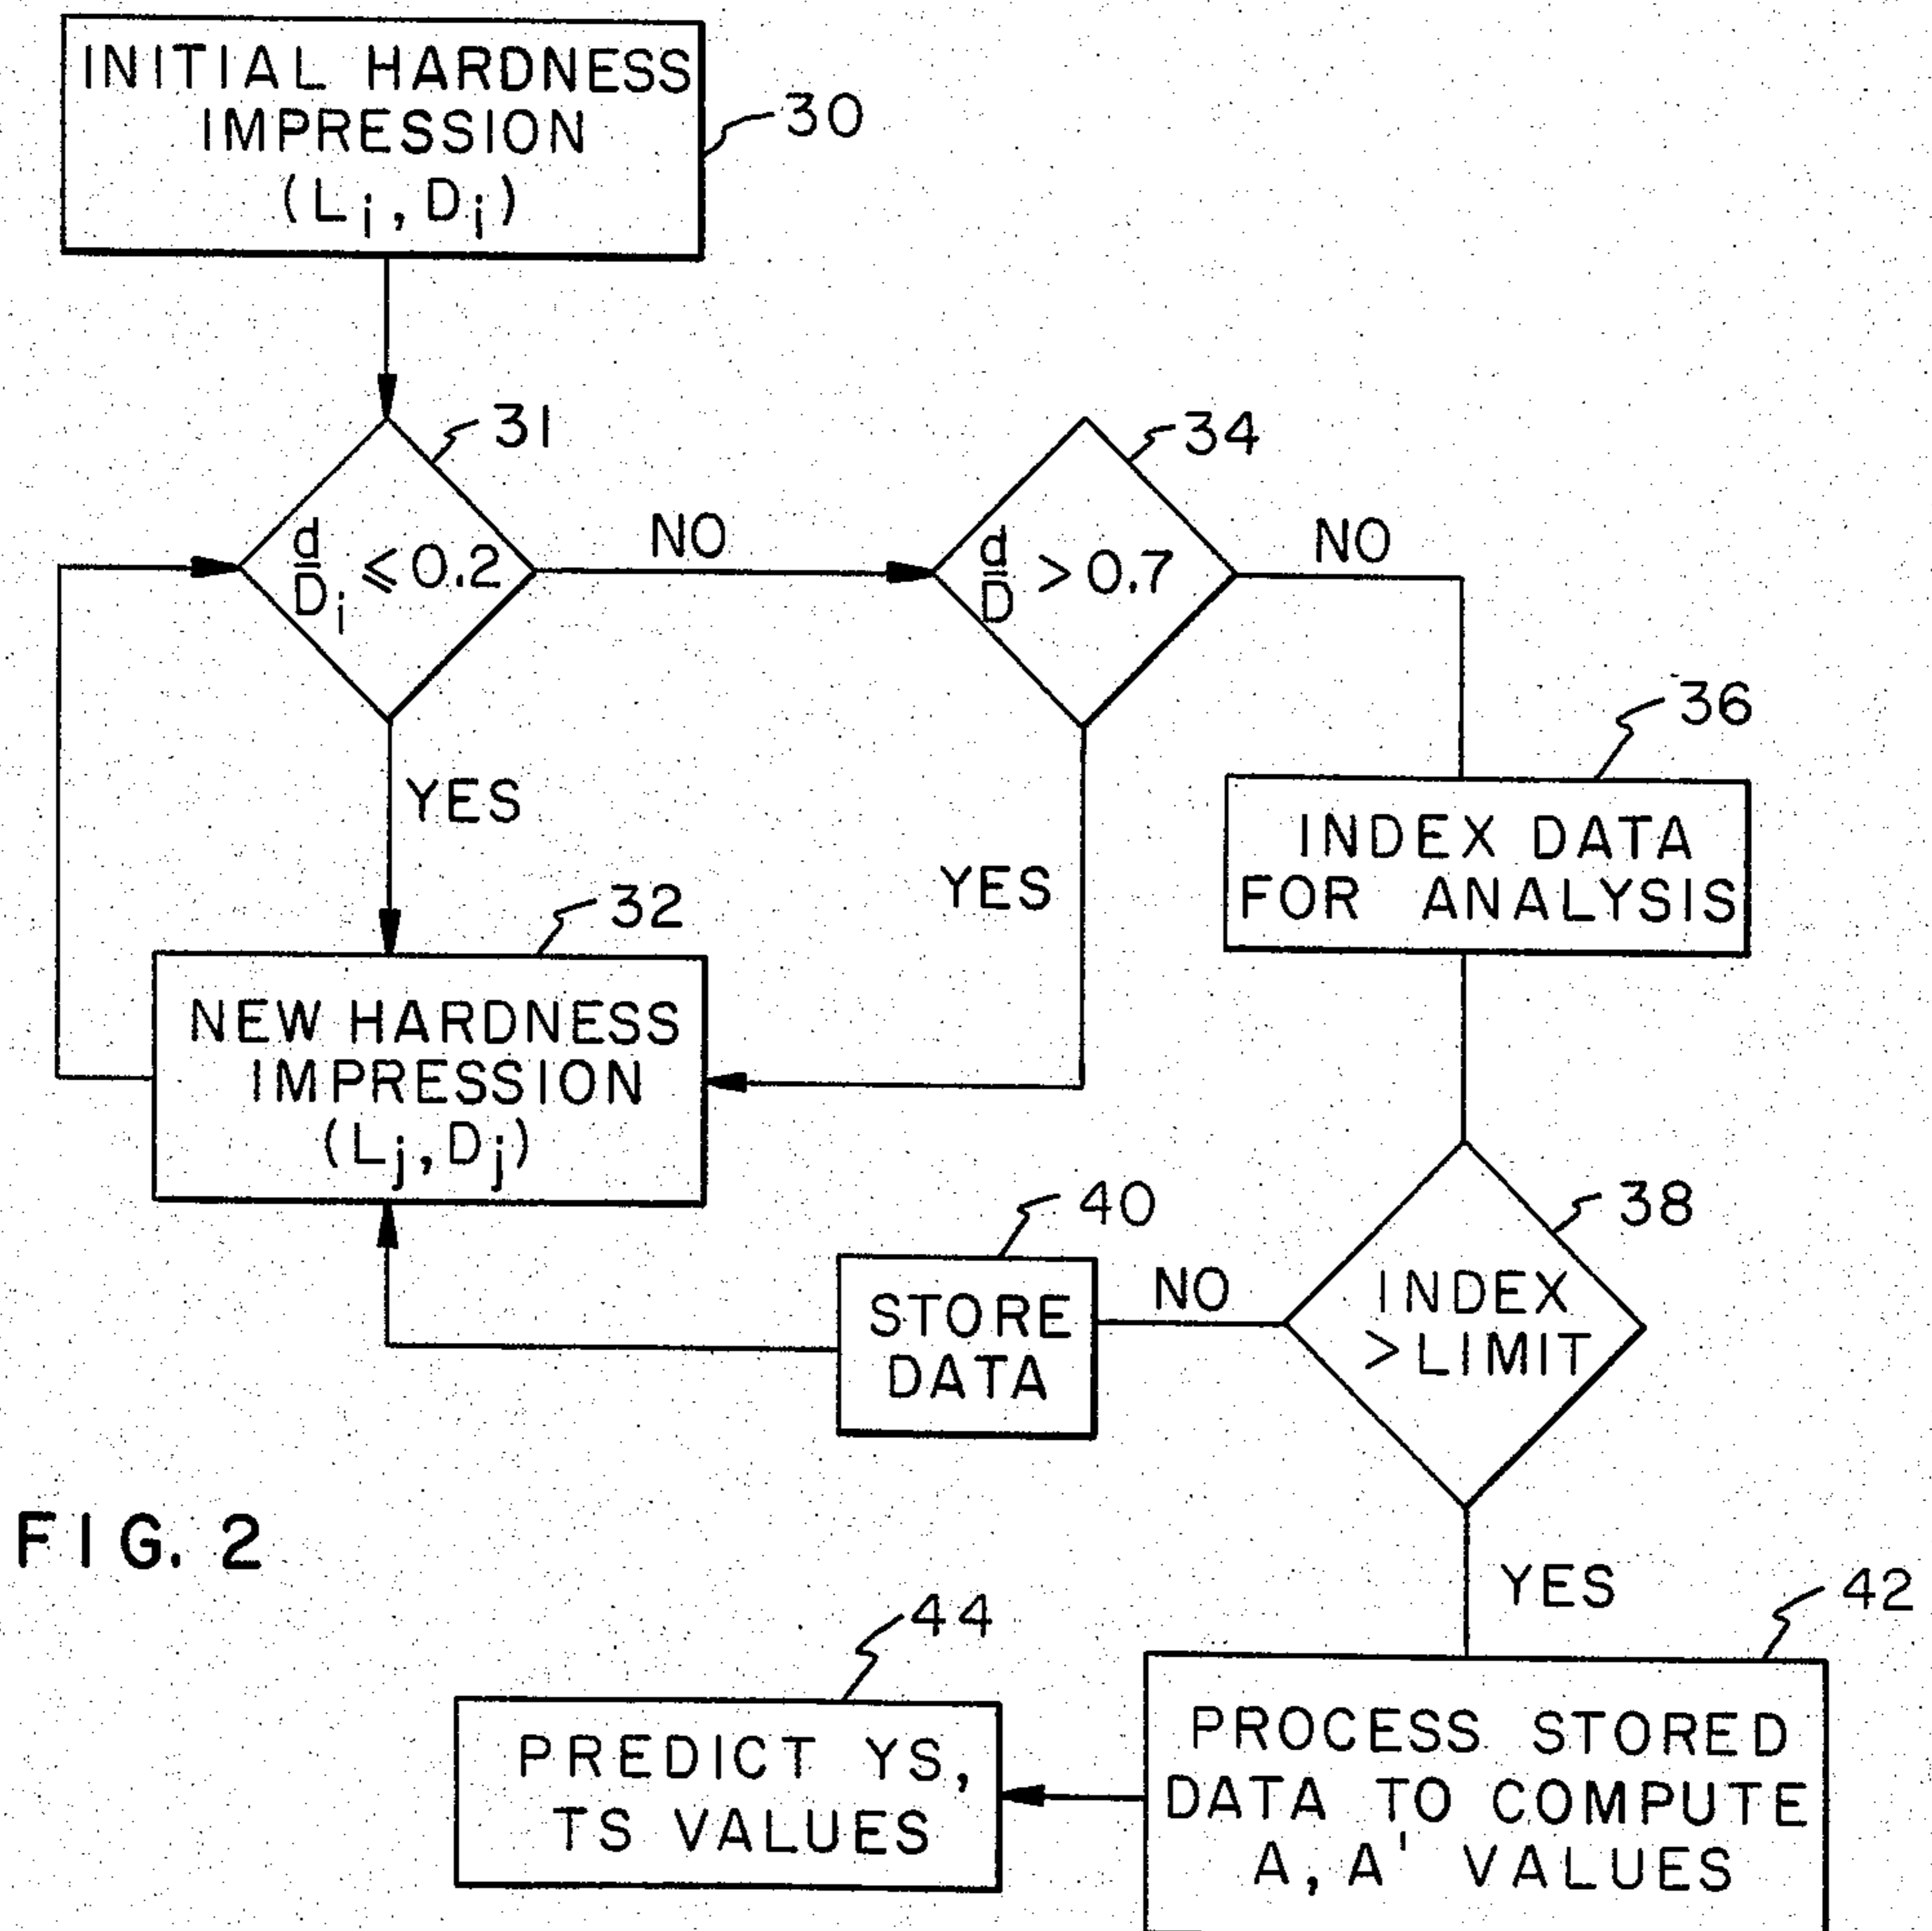 INITIAL HARDNESS
IMPRESSION
(Li, Di)
30
31
d/Di ≤ 0.2
NO
34
d/D > 0.7
NO
36
YES
INDEX DATA
FOR ANALYSIS
YES
32
NEW HARDNESS
IMPRESSION
(Lj, Dj)
40
38
STORE
DATA
NO
INDEX
> LIMIT
FIG. 2
YES
42
44
PREDICT YS,
TS VALUES
PROCESS STORED
DATA TO COMPUTE
A, A' VALUES